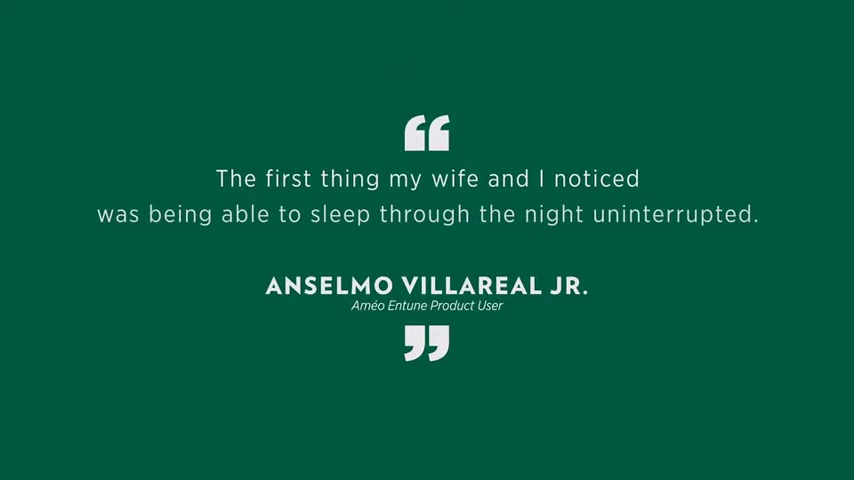 “
The first thing my wife and I noticed
was being able to sleep through the night uninterrupted.
ANSELMO VILLAREAL JR.
Améo Entune Product User
”